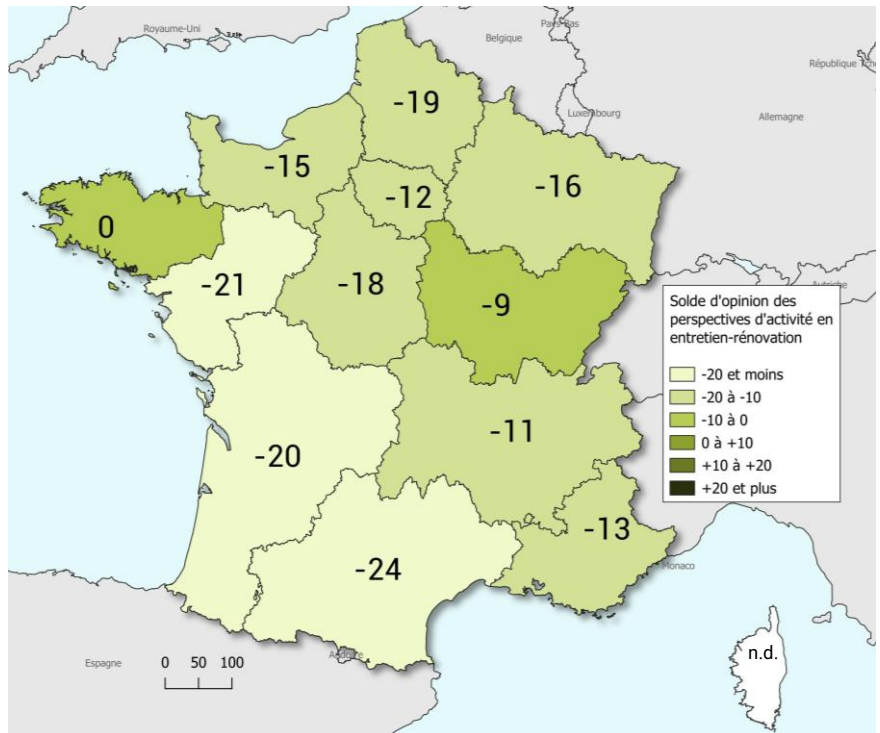 Royaume-Uni
Pays-Bas
Belgique
République Tchè
Luxembourg
Allemagne
-19
-15
-12
-16
0
-21
-18
-9
Autriche
Solde d'opinion des
perspectives d'activité en
entretien-rénovation
-20 et moins
-20 à -10
-10 à 0
0 à +10
+10 à +20
+20 et plus
-11
-20
-13
-24
Monaco
n.d.
Andorre
Espagne
0 50 100